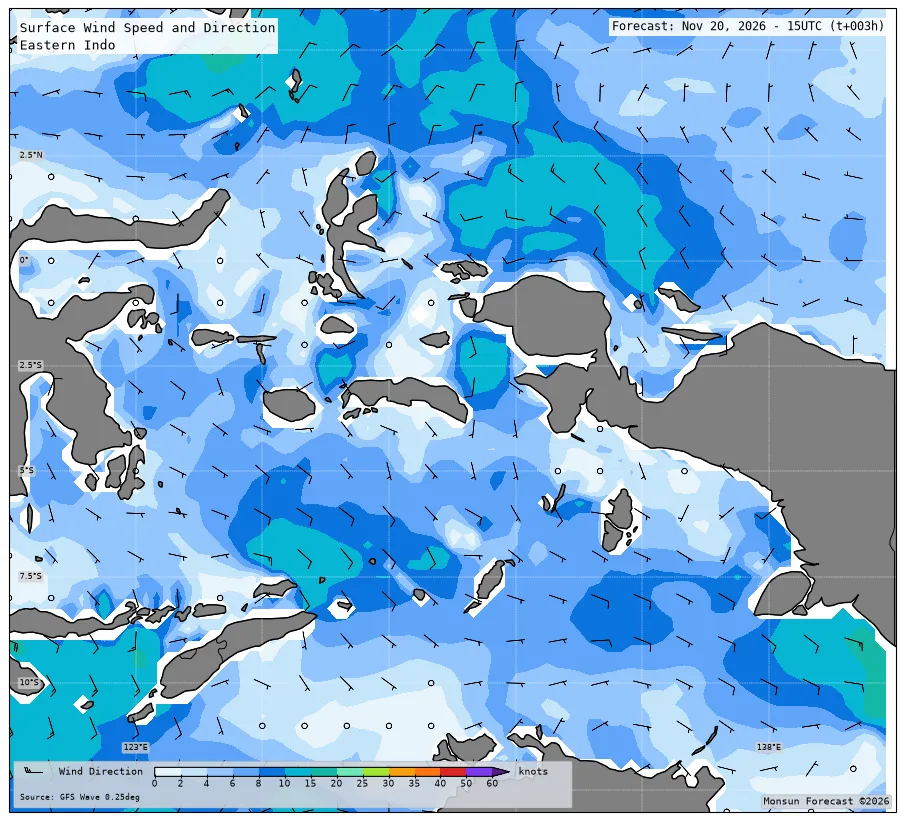 Surface Wind Speed and Direction
Eastern Indo
Forecast: Nov 20, 2026 - 15UTC (t+003h)
2.5°N
0°
2.5°S
5°S
7.5°S
10°S
123°E
138°E
Wind Direction
0 2 4 6 8 10 15 20 25 30 35 40 50 60
knots
Source: GFS Wave 0.25deg
Monsun Forecast ©2026